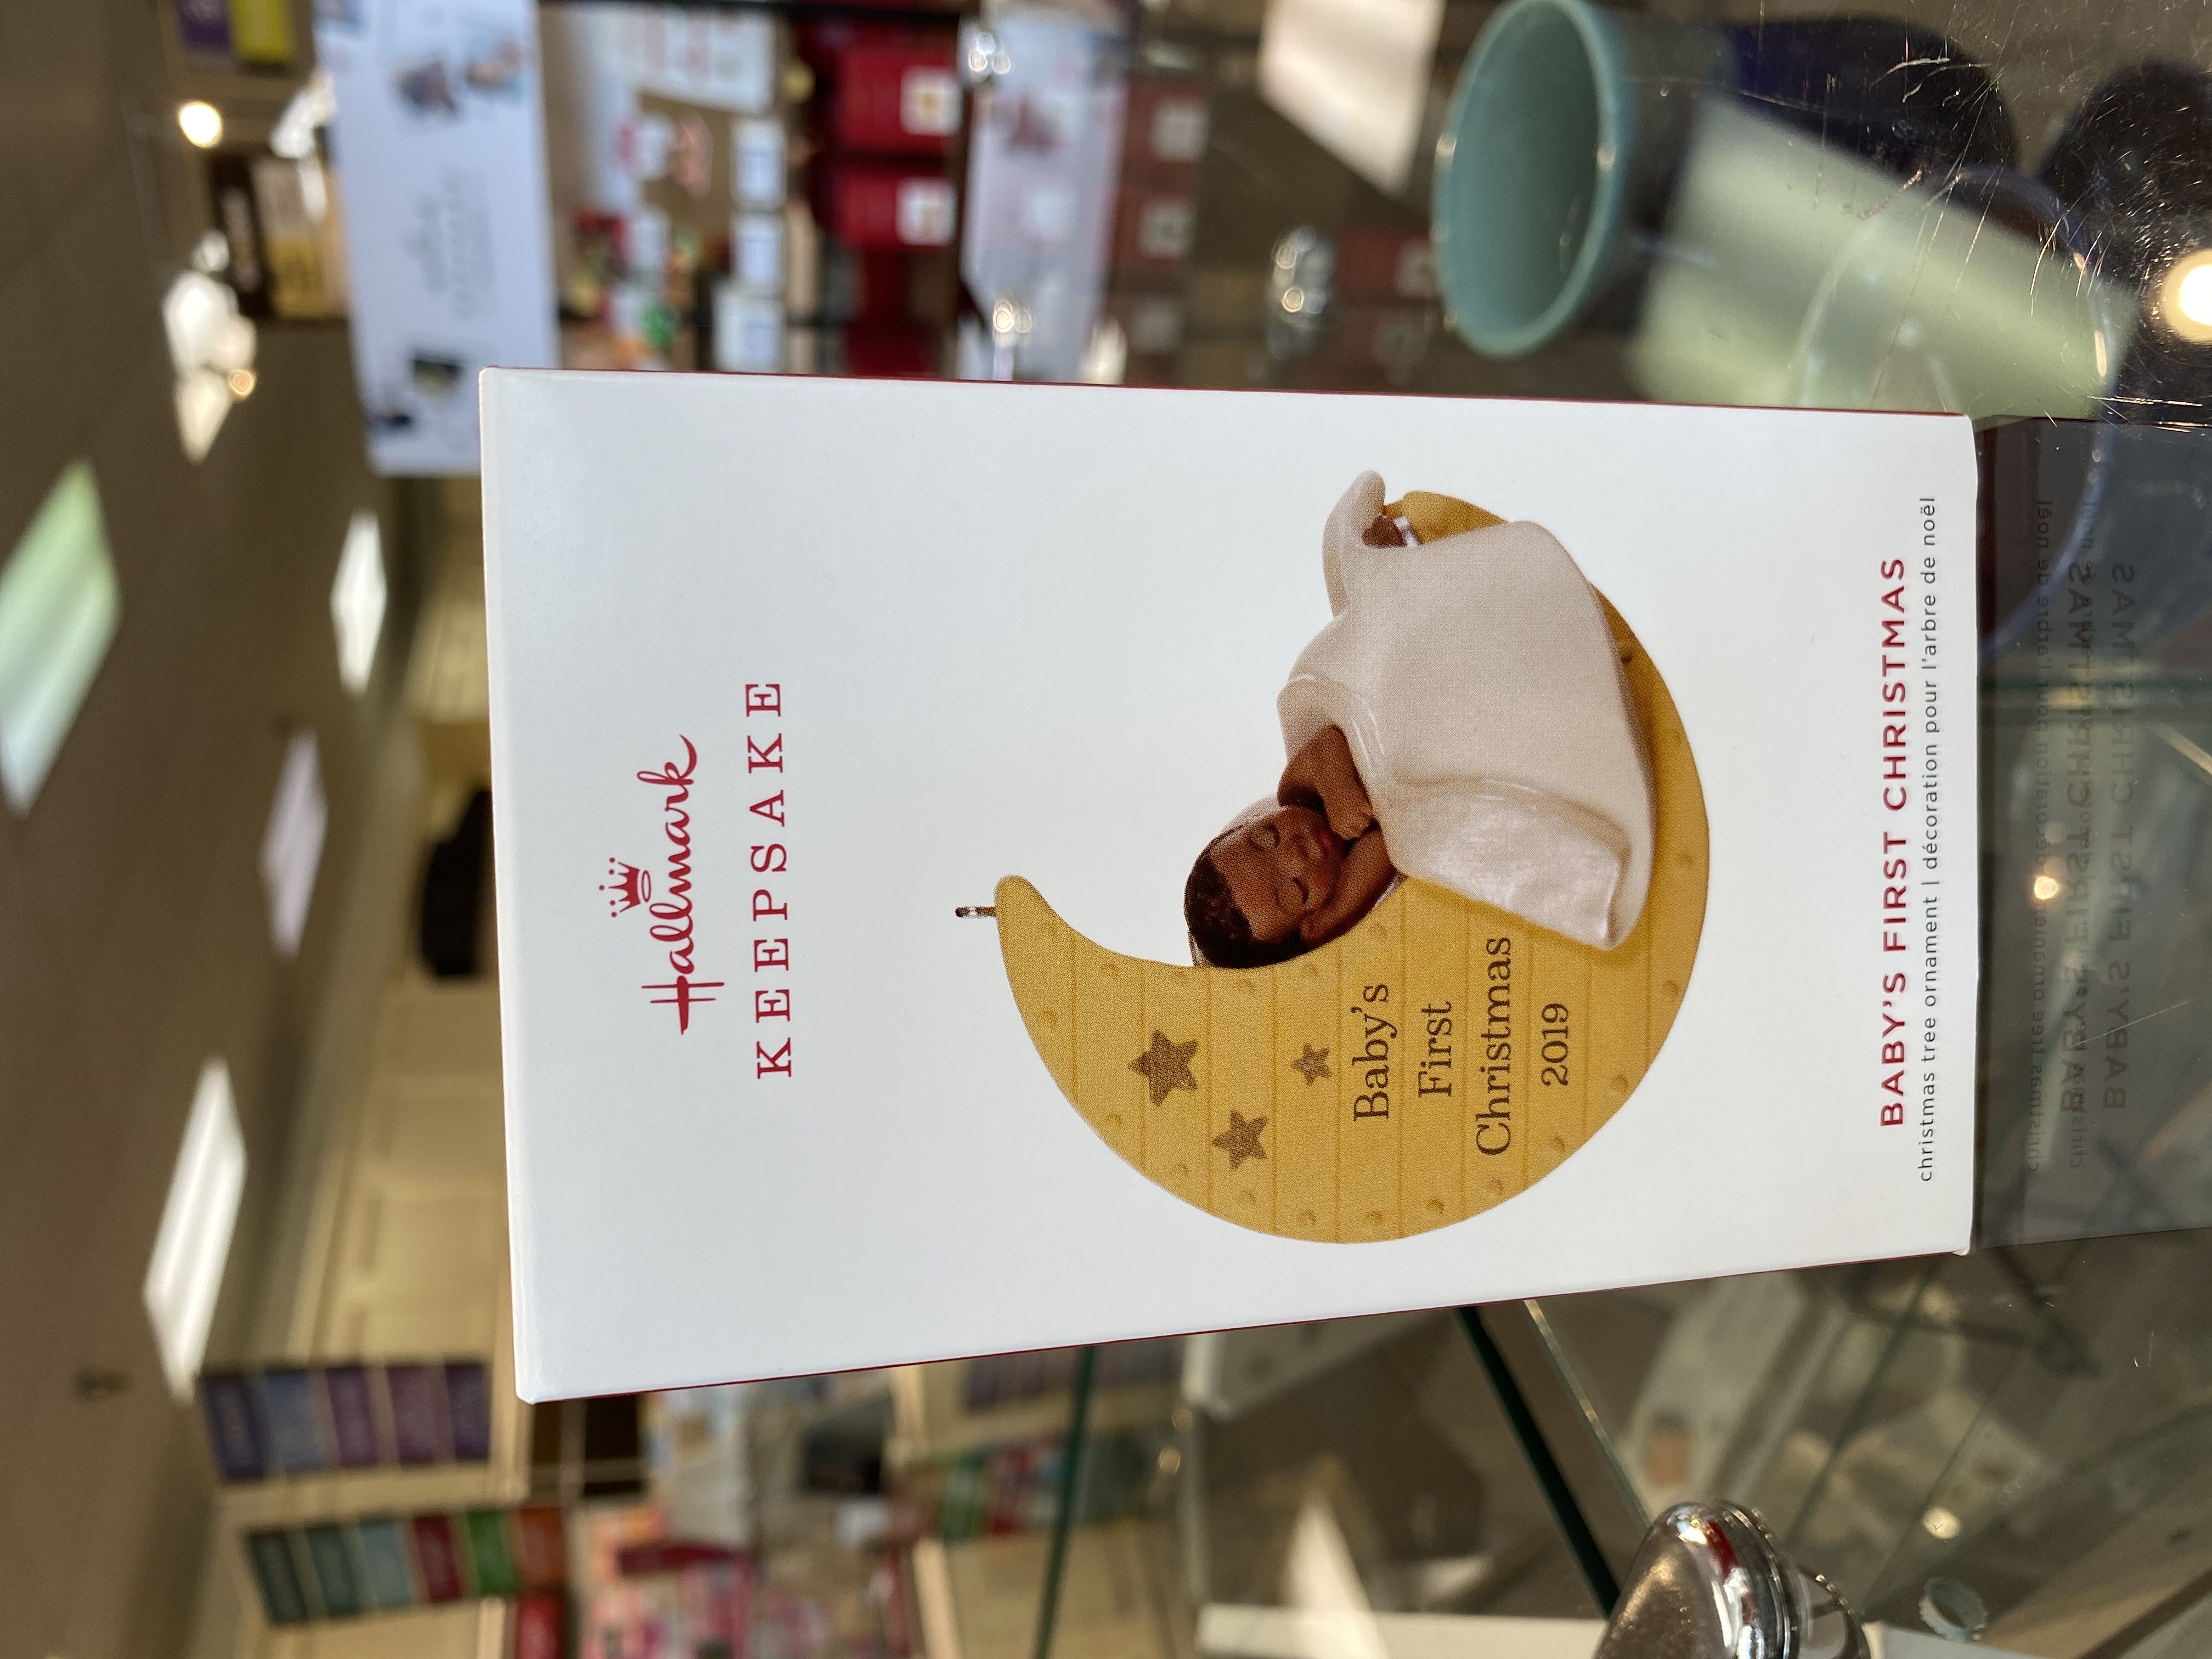 Hallmark
KEEPSAKE
Baby's
First
Christmas
2019
BABY'S FIRST CHRISTMAS
christmas tree ornament | décoration pour l'arbre de noël